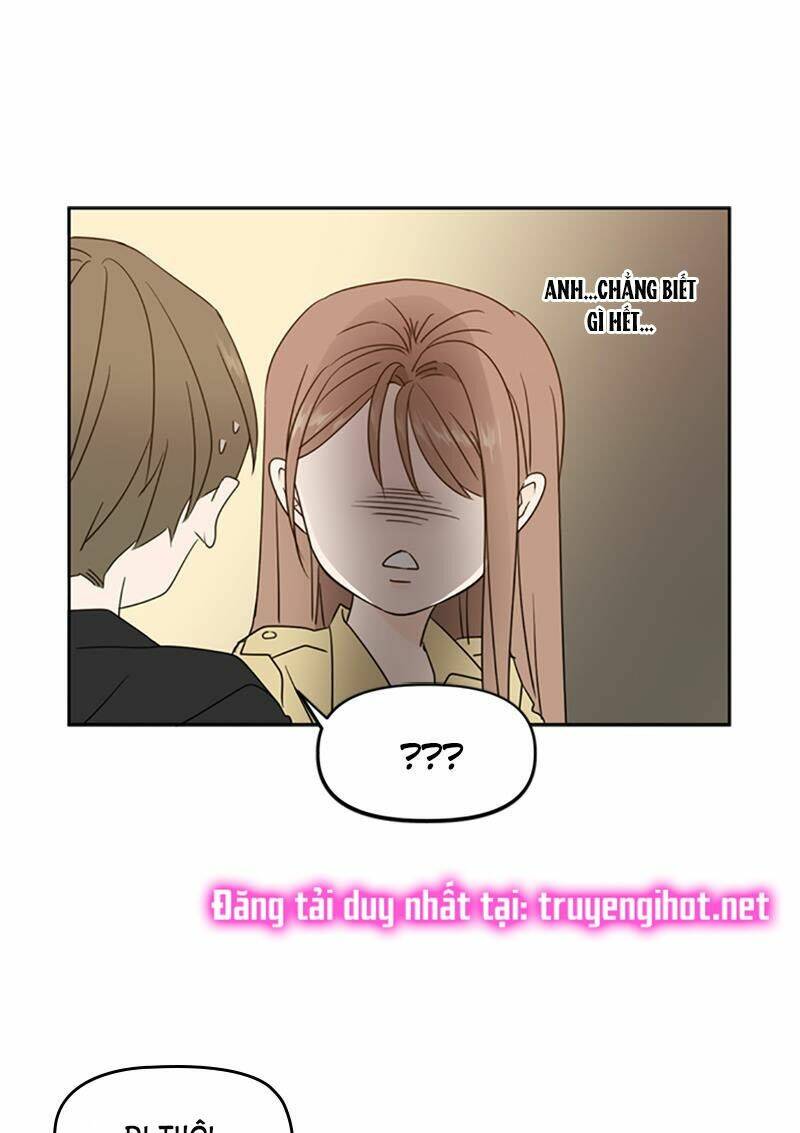 ANH...CHẲNG BIẾT
GÌ HẾT...
???
Đăng tải duy nhất tại: truyengihot.net